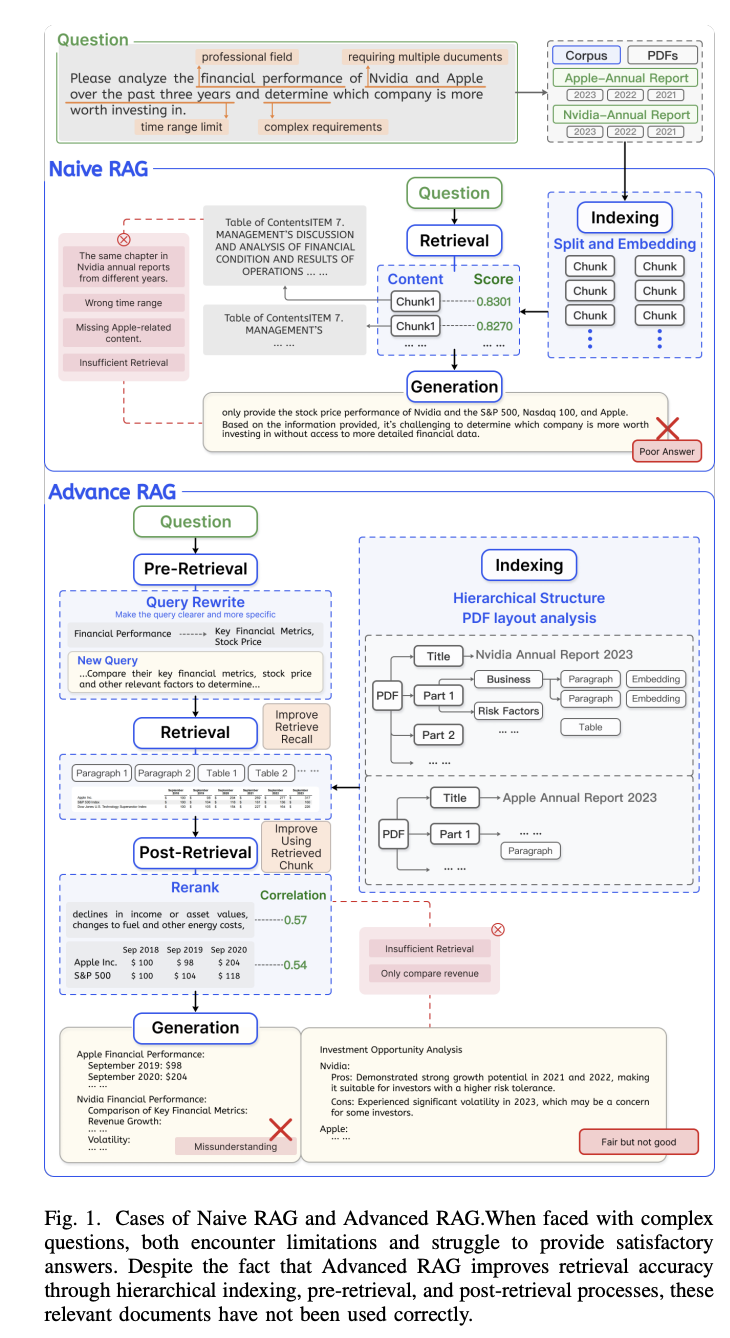 Question
professional field
requiring multiple ducuments
Please analyze the financial performance of Nvidia and Apple
over the past three years and determine which company is more
worth investing in.
time range limit
complex requirements
Corpus
PDFs
Apple-Annual Report
2023
2022
2021
Nvidia-Annual Report
2023
2022
2021
Naive RAG
Question
Retrieval
Content
Score
Chunk1
0.8301
Chunk1
0.8270
... ...
... ...
Table of ContentsITEM 7.
MANAGEMENT'S DISCUSSION
AND ANALYSIS OF FINANCIAL
CONDITION AND RESULTS OF
OPERATIONS ... ...
Table of ContentsITEM 7.
MANAGEMENT'S
... ...
The same chapter in
Nvidia annual reports
from different years.
Wrong time range
Missing Apple-related
content.
Insufficient Retrieval
Indexing
Split and Embedding
Chunk
Chunk
Chunk
Chunk
Chunk
Chunk
Generation
only provide the stock price performance of Nvidia and the S&P 500, Nasdaq 100, and Apple.
Based on the information provided, it's challenging to determine which company is more worth
investing in without access to more detailed financial data.
Poor Answer
Advance RAG
Question
Pre-Retrieval
Query Rewrite
Make the query clearer and more specific
Financial Performance
Key Financial Metrics,
Stock Price
New Query
...Compare their key financial metrics, stock price
and other relevant factors to determine...
Retrieval
Improve
Retrieve
Recall
Paragraph 1
Paragraph 2
Table 1
Table 2
... ...
Post-Retrieval
Improve
Using
Retrieved
Chunk
Rerank
Correlation
declines in income or asset values,
changes to fuel and other energy costs,
0.57
Sep 2018 Sep 2019 Sep 2020
Apple Inc. $ 100 $ 98 $ 204
S&P 500 $ 100 $ 104 $ 118
0.54
Indexing
Hierarchical Structure
PDF layout analysis
PDF
Title
Nvidia Annual Report 2023
Part 1
Business
Paragraph
Embedding
Paragraph
Embedding
Risk Factors
Table
... ...
Part 2
... ...
PDF
Title
Apple Annual Report 2023
Part 1
... ...
Paragraph
... ...
Insufficient Retrieval
Only compare revenue
Generation
Apple Financial Performance:
September 2019: $98
September 2020: $204
... ...
Nvidia Financial Performance:
Comparison of Key Financial Metrics:
Revenue Growth:
... ...
Volatility:
... ...
Missunderstanding
Investment Opportunity Analysis
Nvidia:
Pros: Demonstrated strong growth potential in 2021 and 2022, making
it suitable for investors with a higher risk tolerance.
Cons: Experienced significant volatility in 2023, which may be a concern
for some investors.
Apple:
... ...
Fair but not good
Fig. 1. Cases of Naive RAG and Advanced RAG.When faced with complex
questions, both encounter limitations and struggle to provide satisfactory
answers. Despite the fact that Advanced RAG improves retrieval accuracy
through hierarchical indexing, pre-retrieval, and post-retrieval processes, these
relevant documents have not been used correctly.